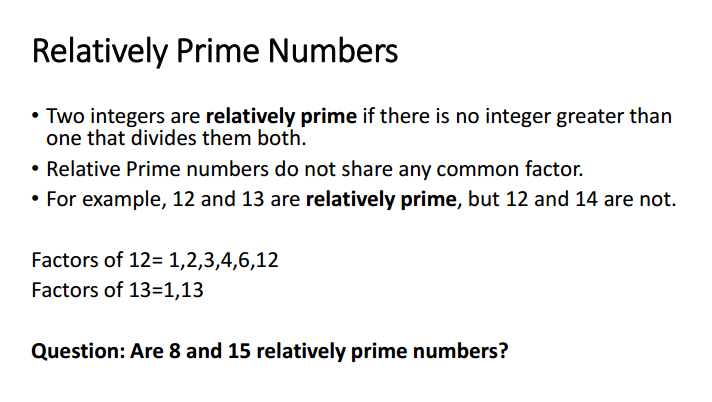 Relatively Prime Numbers
• Two integers are relatively prime if there is no integer greater than
one that divides them both.
• Relative Prime numbers do not share any common factor.
• For example, 12 and 13 are relatively prime, but 12 and 14 are not.
Factors of 12= 1,2,3,4,6,12
Factors of 13=1,13
Question: Are 8 and 15 relatively prime numbers?